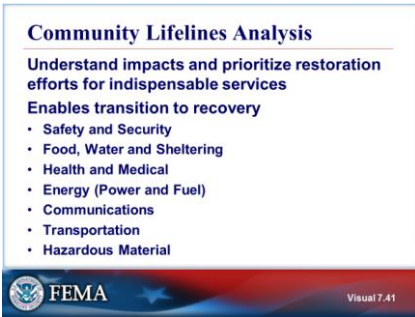 Community Lifelines Analysis
Understand impacts and prioritize restoration
efforts for indispensable services
Enables transition to recovery
• Safety and Security
• Food, Water and Sheltering
• Health and Medical
• Energy (Power and Fuel)
• Communications
• Transportation
• Hazardous Material
FEMA
Visual 7.41